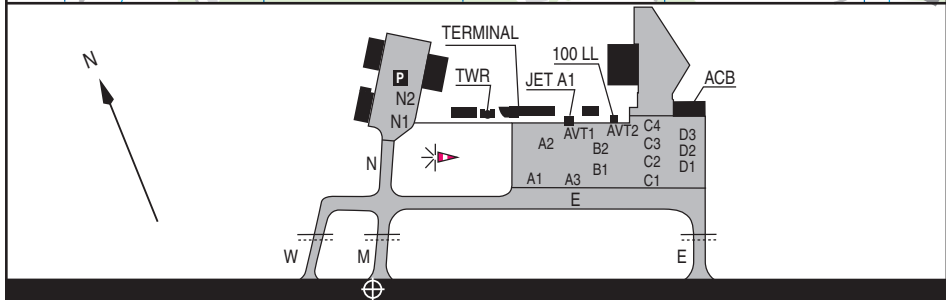 TERMINAL
N
TWR
100 LL
JET A1
ACB
P
N2
N1
AVT1
AVT2
C4
D3
A2
B2
C3
D2
N
B1
C2
D1
A1
A3
C1
E
W
M
E